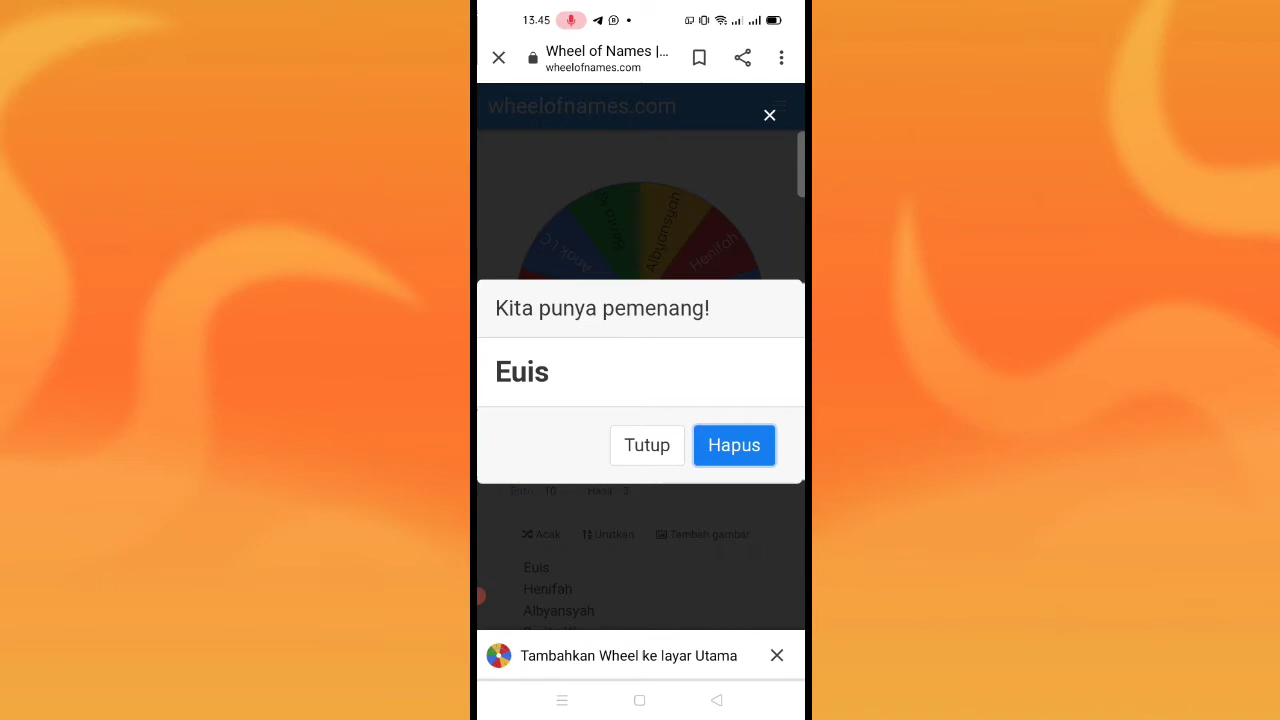 13.45
Wheel of Names |...
wheelofnames.com
wheelofnames.com
Anak I.C
Albyansyah
Henifah
Kita punya pemenang!
Euis
Tutup Hapus
10 Hasil 3
Acak Urutkan Tambah gambar
Euis
Henifah
Albyansyah
Tambahkan Wheel ke layar Utama